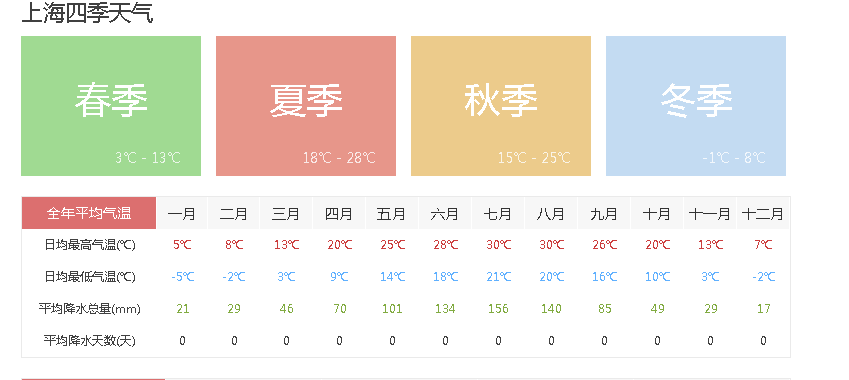 上海四季天气
春季 夏季 秋季 冬季
3℃ - 13℃ 18℃ - 28℃ 15℃ - 25℃ -1℃ - 8℃
全年平均气温 一月 二月 三月 四月 五月 六月 七月 八月 九月 十月 十一月 十二月
日均最高气温(℃) 5℃ 8℃ 13℃ 20℃ 25℃ 28℃ 30℃ 30℃ 26℃ 20℃ 13℃ 7℃
日均最低气温(℃) -5℃ -2℃ 3℃ 9℃ 14℃ 18℃ 21℃ 20℃ 16℃ 10℃ 3℃ -2℃
平均降水总量(mm) 21 29 46 70 101 134 156 140 85 49 29 17
平均降水天数(天) 0 0 0 0 0 0 0 0 0 0 0 0